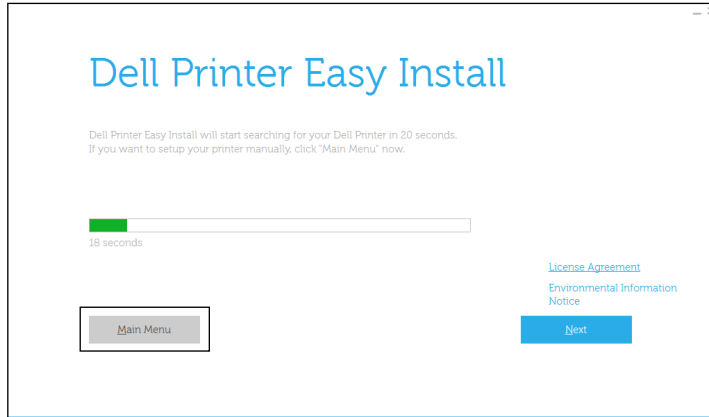 Dell Printer Easy Install
Dell Printer Easy Install will start searching for your Dell Printer in 20 seconds.
If you want to setup your printer manually, click "Main Menu" now.
18 seconds
License Agreement
Environmental Information
Notice
Main Menu
Next